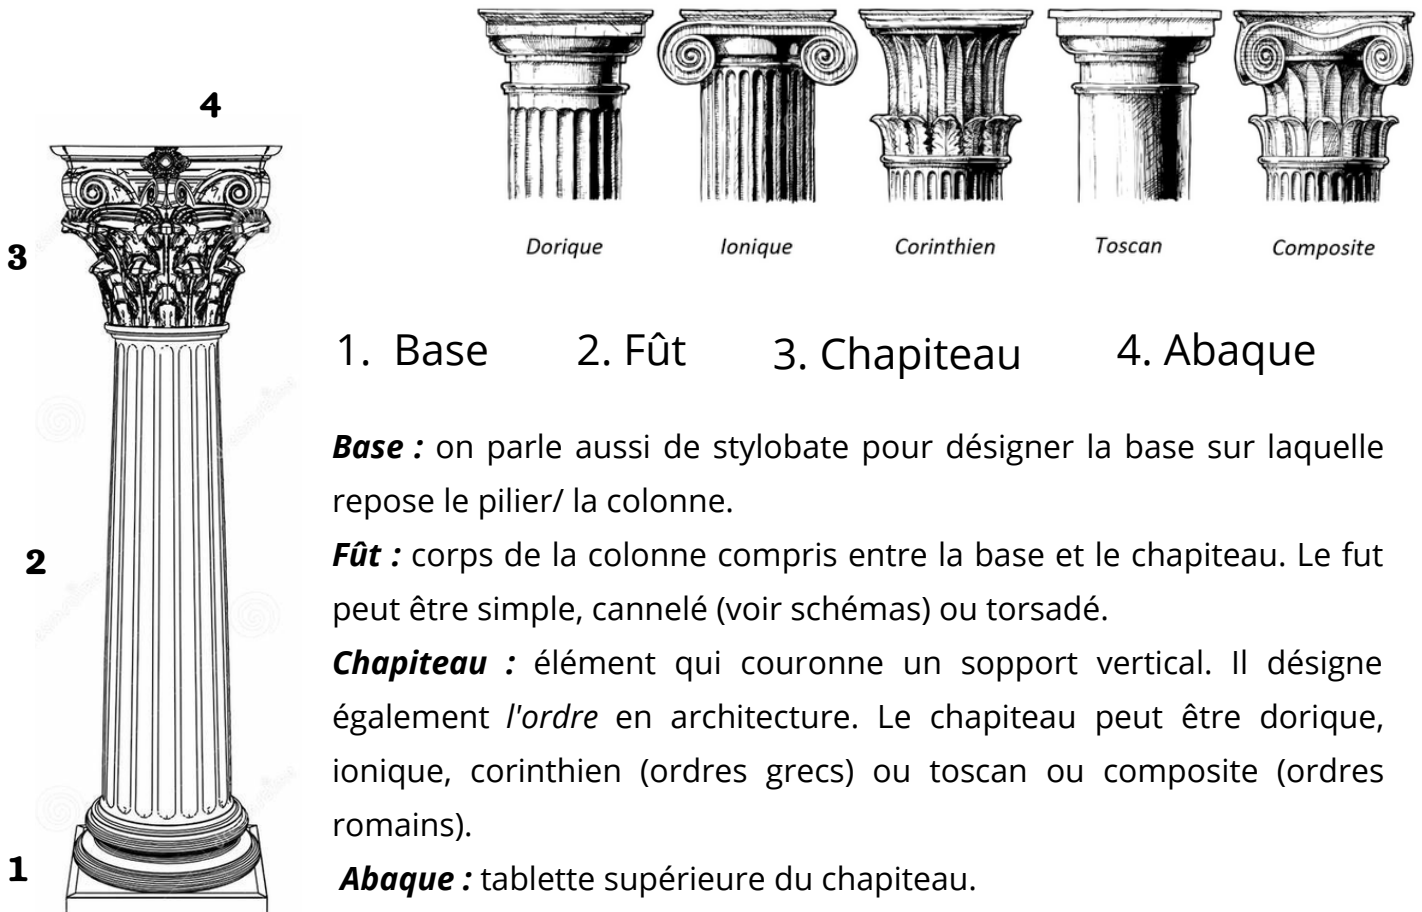 Dorique Ionique Corinthien Toscan Composite
4
3
2
1
1. Base 2. Fût 3. Chapiteau 4. Abaque
Base : on parle aussi de stylobate pour désigner la base sur laquelle
repose le pilier/ la colonne.
Fût : corps de la colonne compris entre la base et le chapiteau. Le fut
peut être simple, cannelé (voir schémas) ou torsadé.
Chapiteau : élément qui couronne un sopport vertical. Il désigne
également l'ordre en architecture. Le chapiteau peut être dorique,
ionique, corinthien (ordres grecs) ou toscan ou composite (ordres
romains).
Abaque : tablette supérieure du chapiteau.